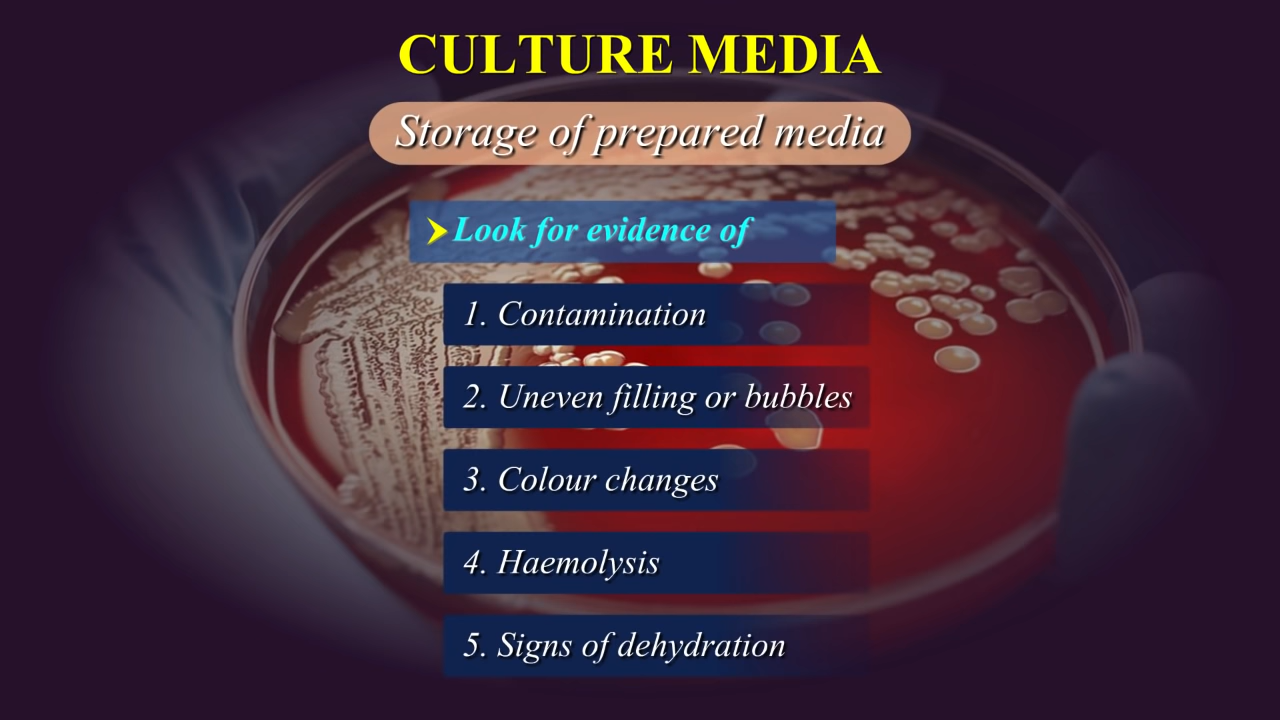 CULTURE MEDIA
Storage of prepared media
Look for evidence of
1. Contamination
2. Uneven filling or bubbles
3. Colour changes
4. Haemolysis
5. Signs of dehydration